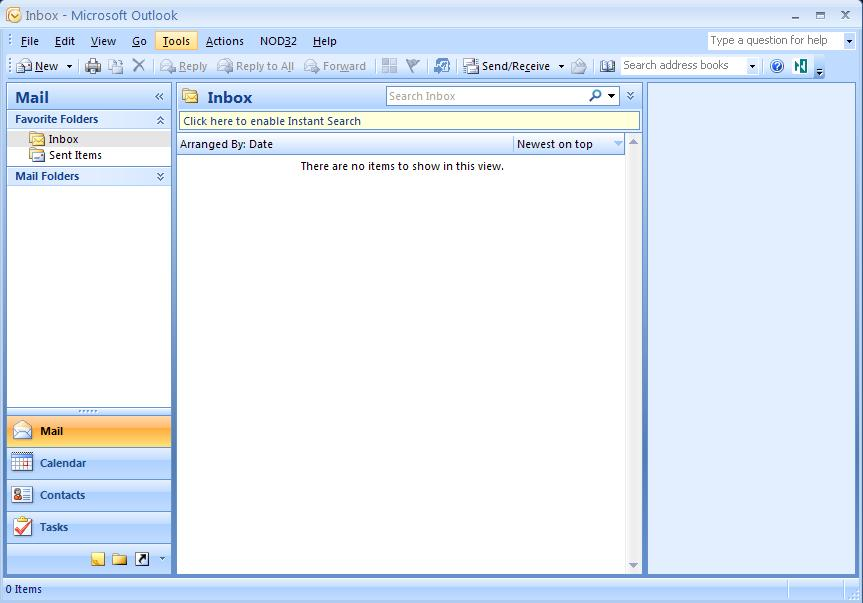 Inbox - Microsoft Outlook
File Edit View Go Tools Actions NOD32 Help
Type a question for help
New Reply Reply to All Forward Send/Receive Search address books
Mail «
Favorite Folders
Inbox
Sent Items
Mail Folders
Inbox
Search Inbox
Click here to enable Instant Search
Arranged By: Date Newest on top
There are no items to show in this view.
Mail
Calendar
Contacts
Tasks
0 Items